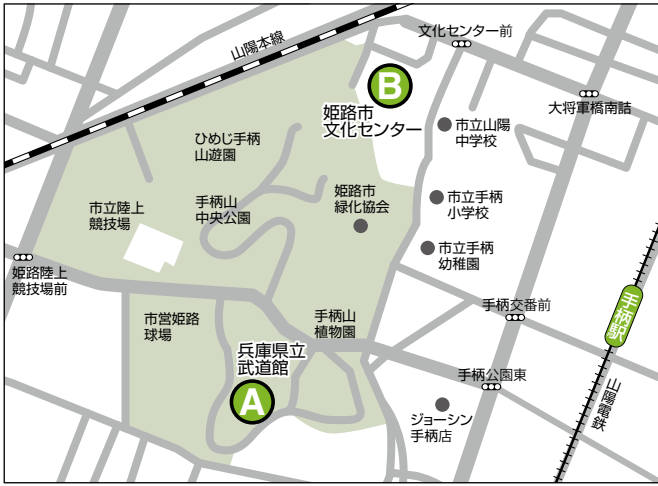 山陽本線
文化センター前
B
姫路市
文化センター
大将軍橋南詰
市立山陽
中学校
ひめじ手柄
山遊園
手柄山
中央公園
姫路市
緑化協会
市立手柄
小学校
市立陸上
競技場
市立手柄
幼稚園
姫路陸上
競技場前
市営姫路
球場
手柄山
植物園
手柄交番前
手柄駅
兵庫県立
武道館
A
手柄公園東
ジョーシン
手柄店
山陽電鉄